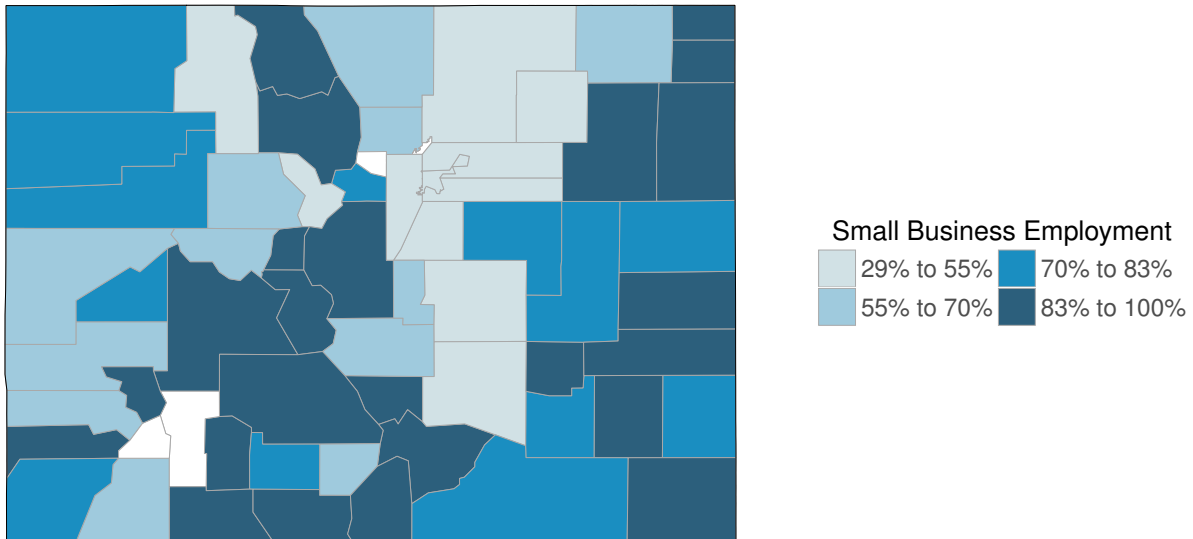 Small Business Employment
29% to 55% 70% to 83%
55% to 70% 83% to 100%